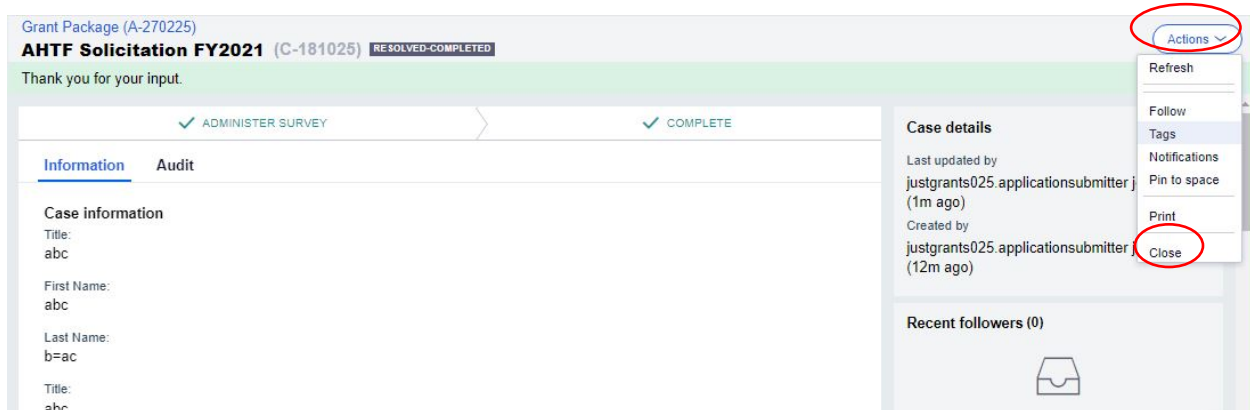 Grant Package (A-270225)
AHTF Solicitation FY2021 (C-181025) RESOLVED-COMPLETED
Actions
Thank you for your input.
Refresh
Follow
Tags
Notifications
Pin to space
Print
Close
ADMINISTER SURVEY
COMPLETE
Information Audit
Case information
Title:
abc
First Name:
abc
Last Name:
b=ac
Title:
abc
Case details
Last updated by
justgrants025.applicationsubmitter j
(1m ago)
Created by
justgrants025.applicationsubmitter j
(12m ago)
Recent followers (0)